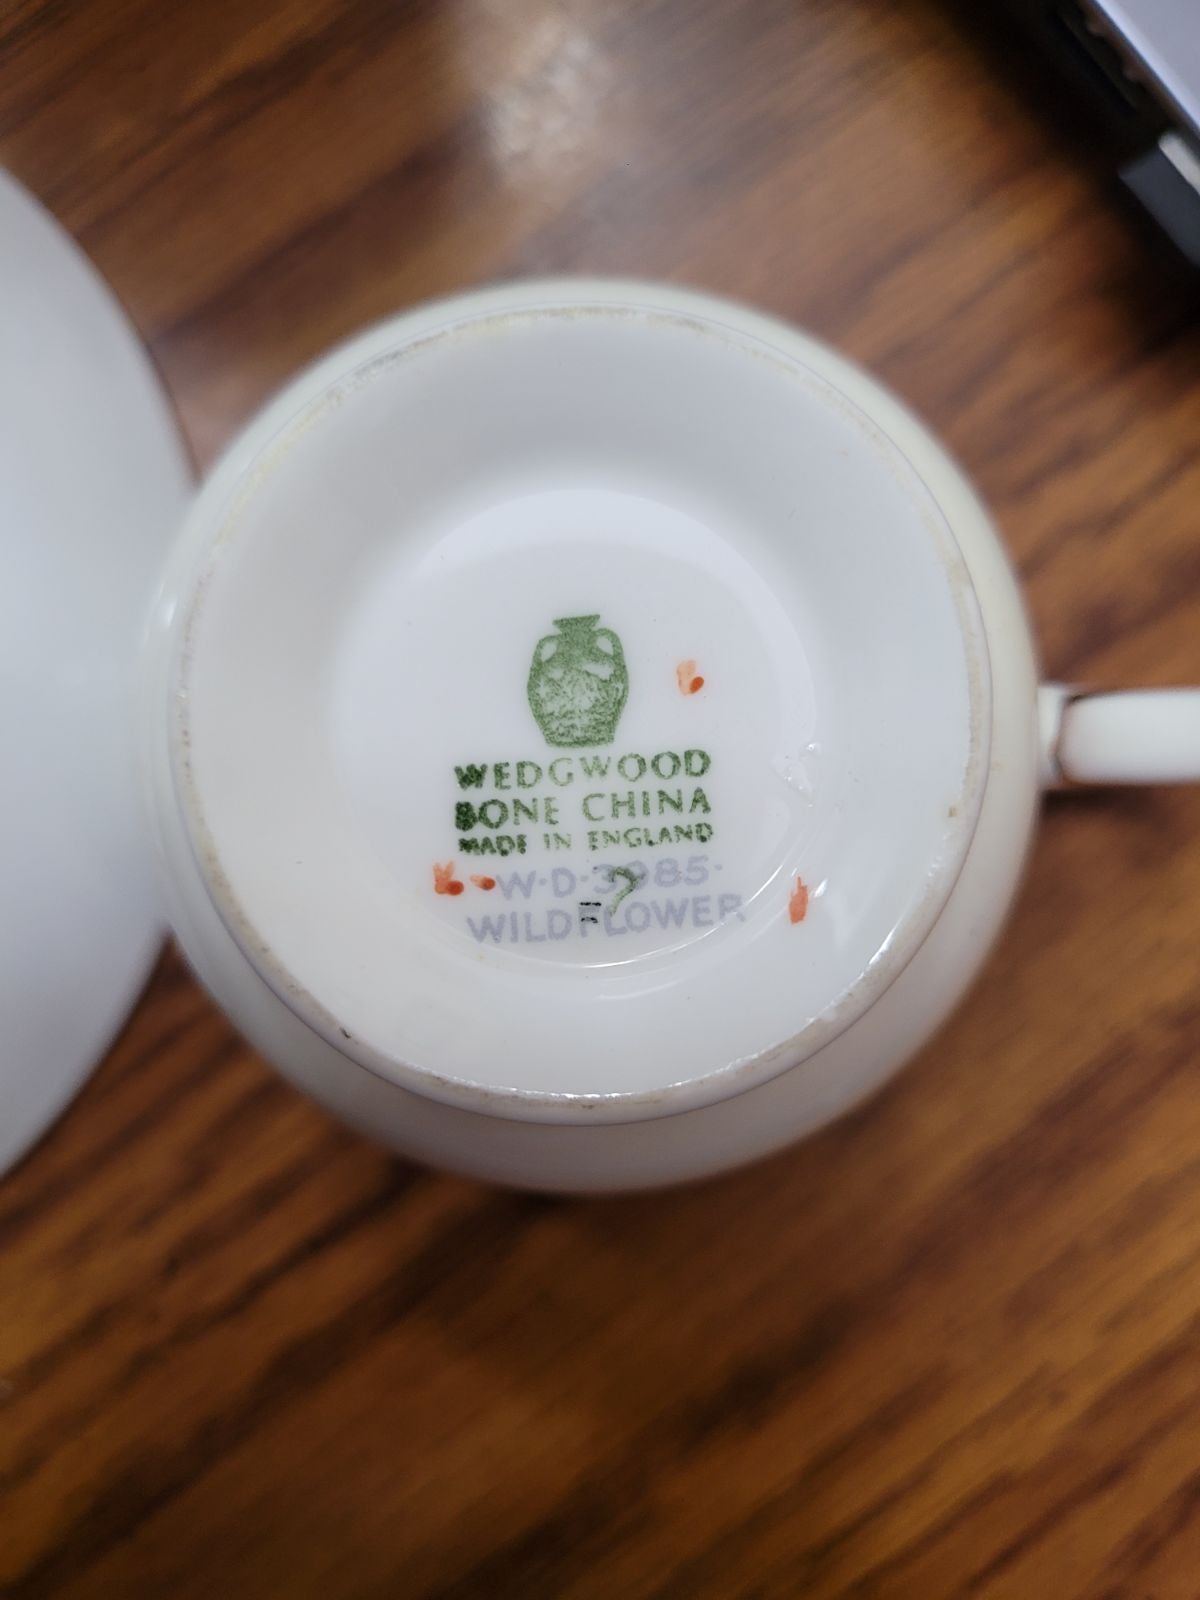 WEDGWOOD
BONE CHINA
MADE IN ENGLAND
W·D·3985·
WILDFLOWER